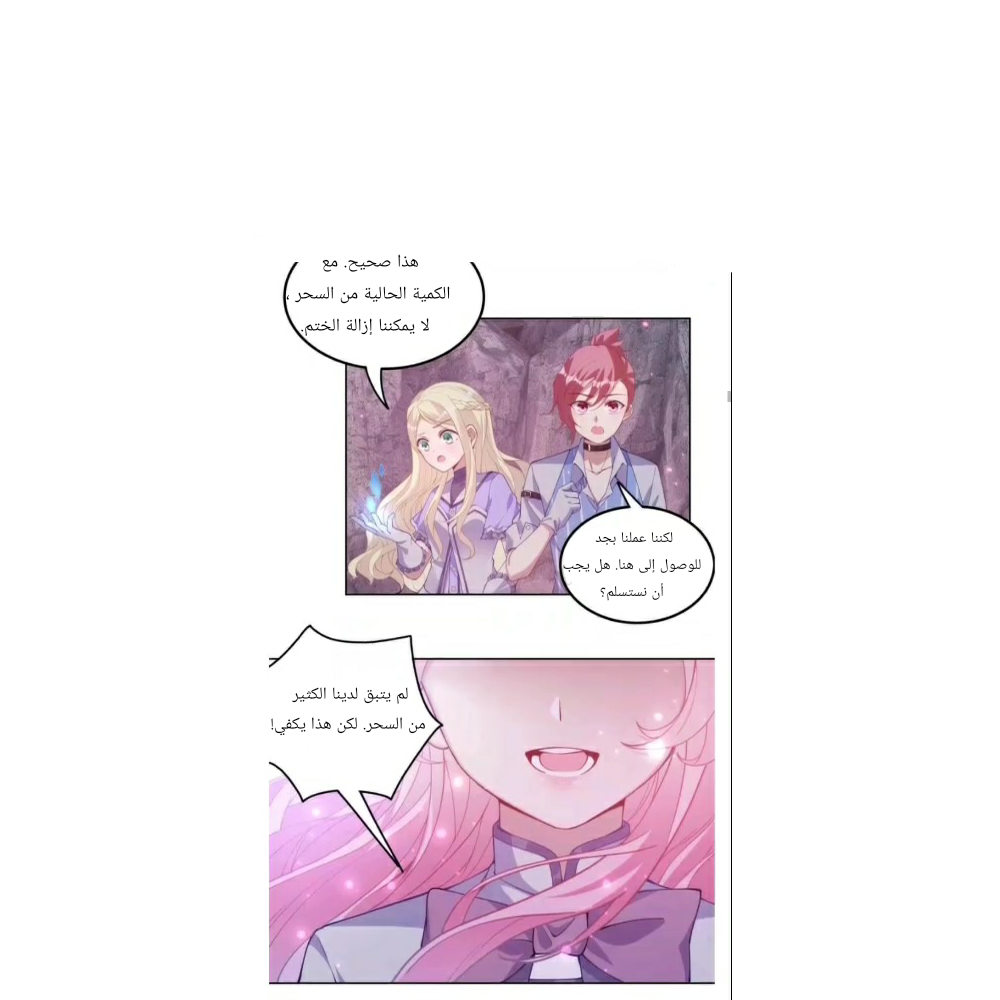 هذا صحيح. مع
الكمية الحالية من السحر ،
لا يمكننا إزالة الختم.
لكننا عملنا بجد
للوصول إلى هنا. هل يجب
أن نستسلم؟
لم يتبق لدينا الكثير
من السحر. لكن هذا يكفي!